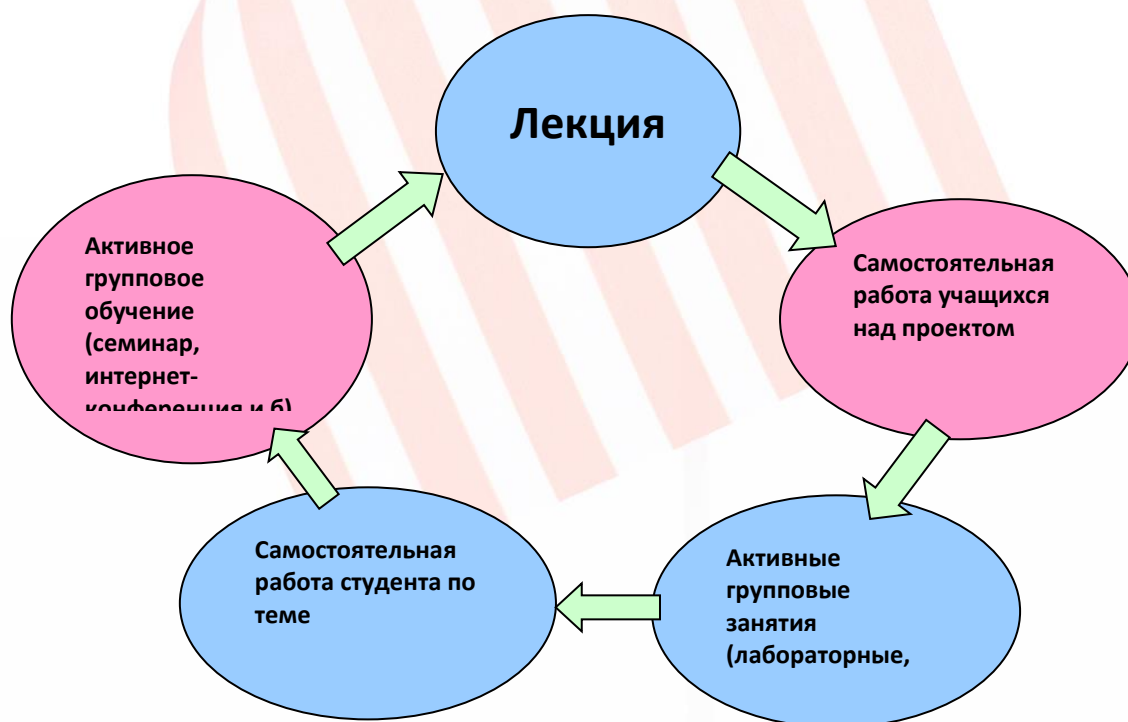 Лекция
Самостоятельная
работа учащихся
над проектом
Активные
групповые
занятия
(лабораторные,
Самостоятельная
работа студента по
теме
Активное
групповое
обучение
(семинар,
интернет-
конференция и б)